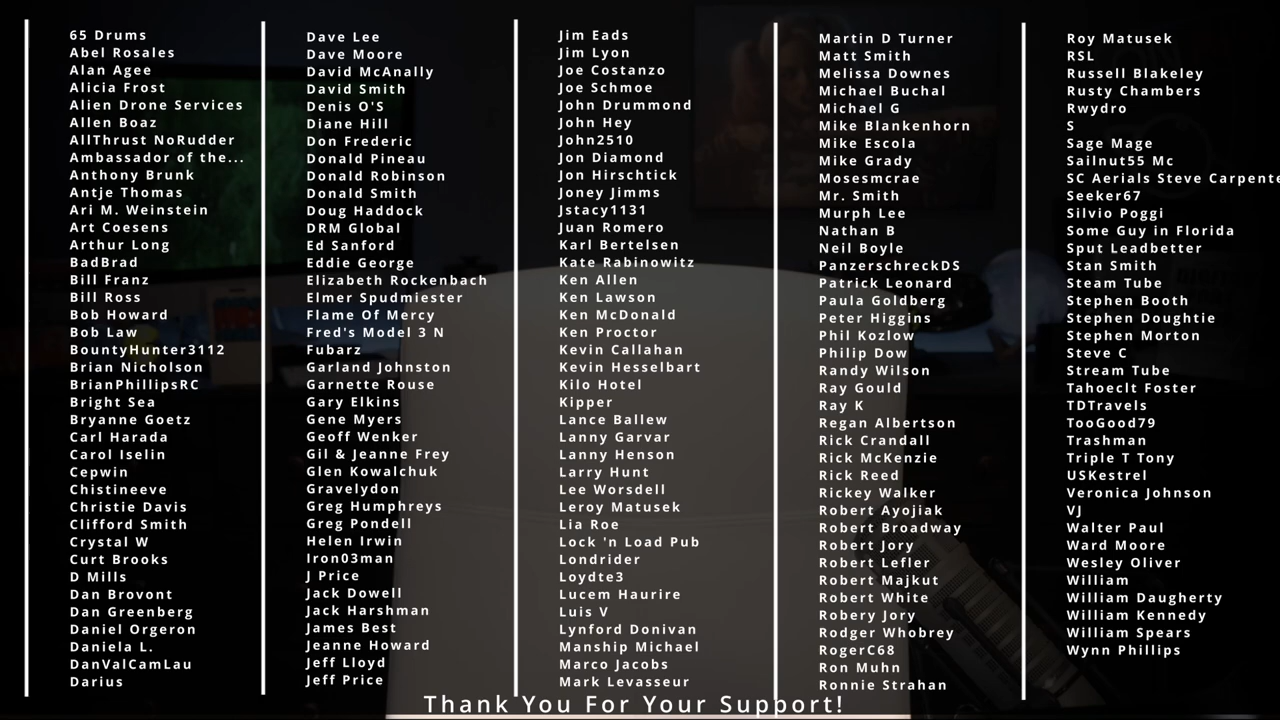 65 Drums
Abel Rosales
Alan Agee
Alicia Frost
Alien Drone Services
Allen Boaz
AllThrust NoRudder
Ambassador of the...
Anthony Brunk
Antje Thomas
Ari M. Weinstein
Art Coesens
Arthur Long
BadBrad
Bill Franz
Bill Ross
Bob Howard
Bob Law
BountyHunter3112
Brian Nicholson
BrianPhillipsRC
Bright Sea
Bryanne Goetz
Carl Harada
Carol Iselin
Cepwin
Chistineeve
Christie Davis
Clifford Smith
Crystal W
Curt Brooks
D Mills
Dan Brovont
Dan Greenberg
Daniel Orgeron
Daniela L.
DanValCamLau
Darius
Dave Lee
Dave Moore
David McAnally
David Smith
Denis O'S
Diane Hill
Don Frederic
Donald Pineau
Donald Robinson
Donald Smith
Doug Haddock
DRM Global
Ed Sanford
Eddie George
Elizabeth Rockenbach
Elmer Spudmiester
Flame Of Mercy
Fred's Model 3 N
Fubarz
Garland Johnston
Garnette Rouse
Gary Elkins
Gene Myers
Geoff Wenker
Gil & Jeanne Frey
Glen Kowalchuk
Gravelydon
Greg Humphreys
Greg Pondell
Helen Irwin
Iron03man
J Price
Jack Dowell
Jack Harshman
James Best
Jeanne Howard
Jeff Lloyd
Jeff Price
Jim Eads
Jim Lyon
Joe Costanzo
Joe Schmoe
John Drummond
John Hey
John2510
Jon Diamond
Jon Hirschtick
Joney Jimms
Jstacy1131
Juan Romero
Karl Bertelsen
Kate Rabinowitz
Ken Allen
Ken Lawson
Ken McDonald
Ken Proctor
Kevin Callahan
Kevin Hesselbart
Kilo Hotel
Kipper
Lance Ballew
Lanny Garvar
Lanny Henson
Larry Hunt
Lee Worsdell
Leroy Matusek
Lia Roe
Lock 'n Load Pub
Londrider
Loydte3
Lucem Haurire
Luis V
Lynford Donivan
Manship Michael
Marco Jacobs
Mark Levasseur
Martin D Turner
Matt Smith
Melissa Downes
Michael Buchal
Michael G
Mike Blankenhorn
Mike Escola
Mike Grady
Mosesmcrae
Mr. Smith
Murph Lee
Nathan B
Neil Boyle
PanzerschreckDS
Patrick Leonard
Paula Goldberg
Peter Higgins
Phil Kozlow
Philip Dow
Randy Wilson
Ray Gould
Ray K
Regan Albertson
Rick Crandall
Rick McKenzie
Rick Reed
Rickey Walker
Robert Ayojiak
Robert Broadway
Robert Jory
Robert Lefler
Robert Majkut
Robert White
Robery Jory
Rodger Whobrey
RogerC68
Ron Muhn
Ronnie Strahan
Roy Matusek
RSL
Russell Blakeley
Rusty Chambers
Rwydro
S
Sage Mage
Sailnut55 Mc
SC Aerials Steve Carpente
Seeker67
Silvio Poggi
Some Guy in Florida
Sput Leadbetter
Stan Smith
Steam Tube
Stephen Booth
Stephen Doughtie
Stephen Morton
Steve C
Stream Tube
Tahoeclt Foster
TDTravels
TooGood79
Trashman
Triple T Tony
USKestrel
Veronica Johnson
VJ
Walter Paul
Ward Moore
Wesley Oliver
William
William Daugherty
William Kennedy
William Spears
Wynn Phillips
Thank You For Your Support!